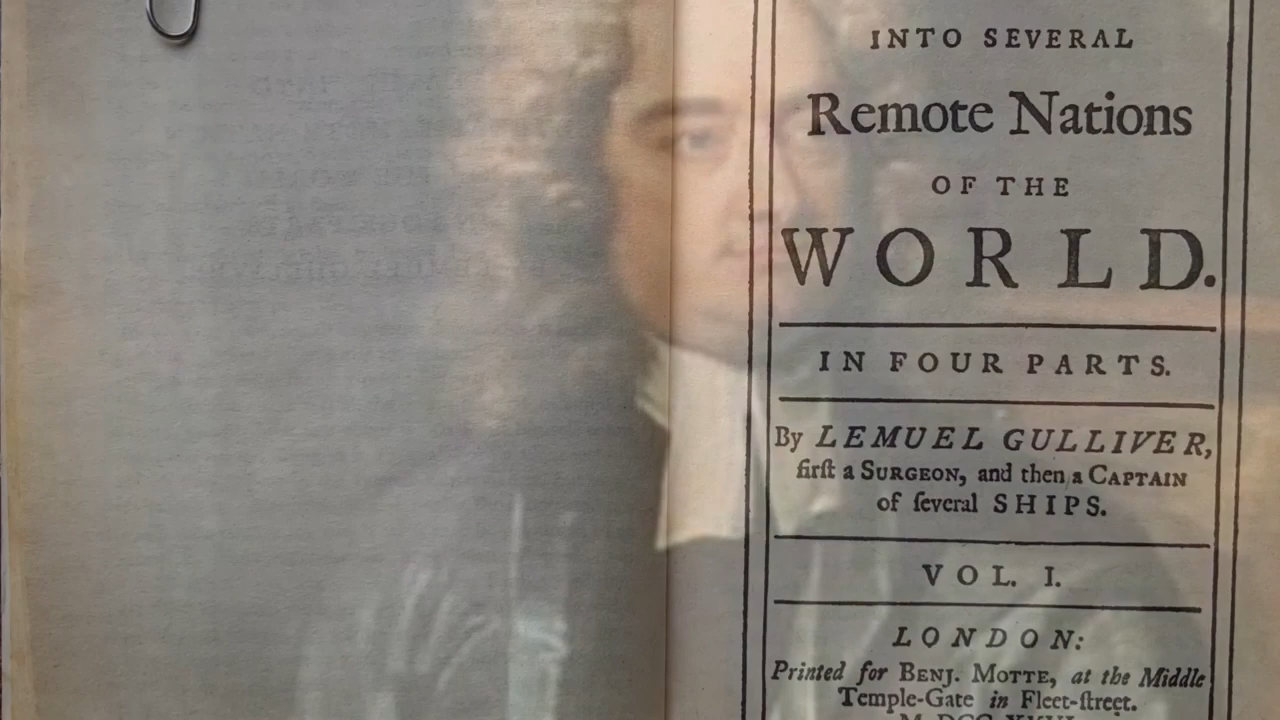 INTO SEVERAL
Remote Nations
OF THE
WORLD.
IN FOUR PARTS.
By LEMUEL GULLIVER,
firſt a SURGEON, and then a CAPTAIN
of ſeveral SHIPS.
VOL. I.
LONDON:
Printed for BENJ. MOTTE, at the Middle
Temple-Gate in Fleet-ſtreet.